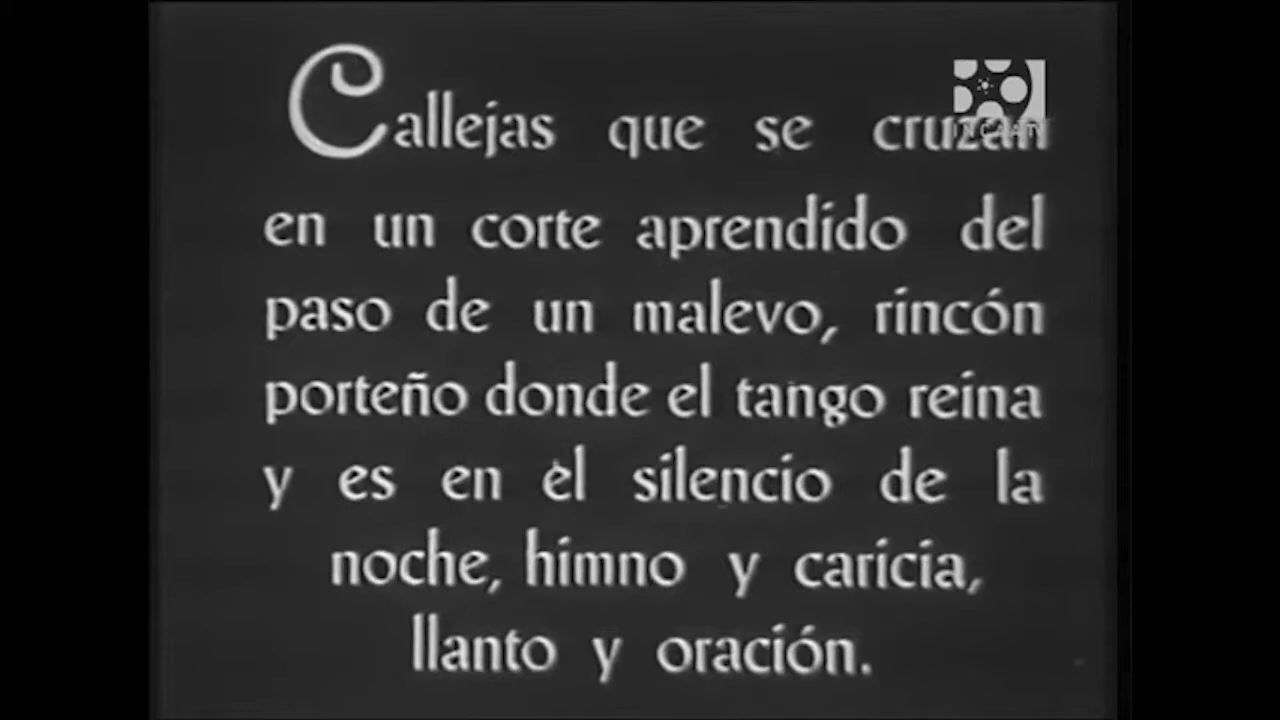 Callejas que se cruzan
INCAATV
en un corte aprendido del
paso de un malevo, rincón
porteño donde el tango reina
y es en el silencio de la
noche, himno y caricia,
llanto y oración.